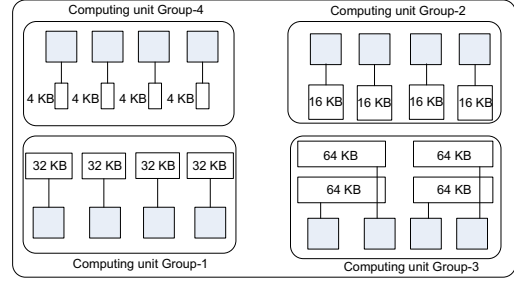 Computing unit Group-4
Computing unit Group-2
4 KB 4 KB 4 KB 4 KB
16 KB 16 KB 16 KB 16 KB
32 KB 32 KB 32 KB 32 KB
64 KB 64 KB
64 KB 64 KB
Computing unit Group-1
Computing unit Group-3